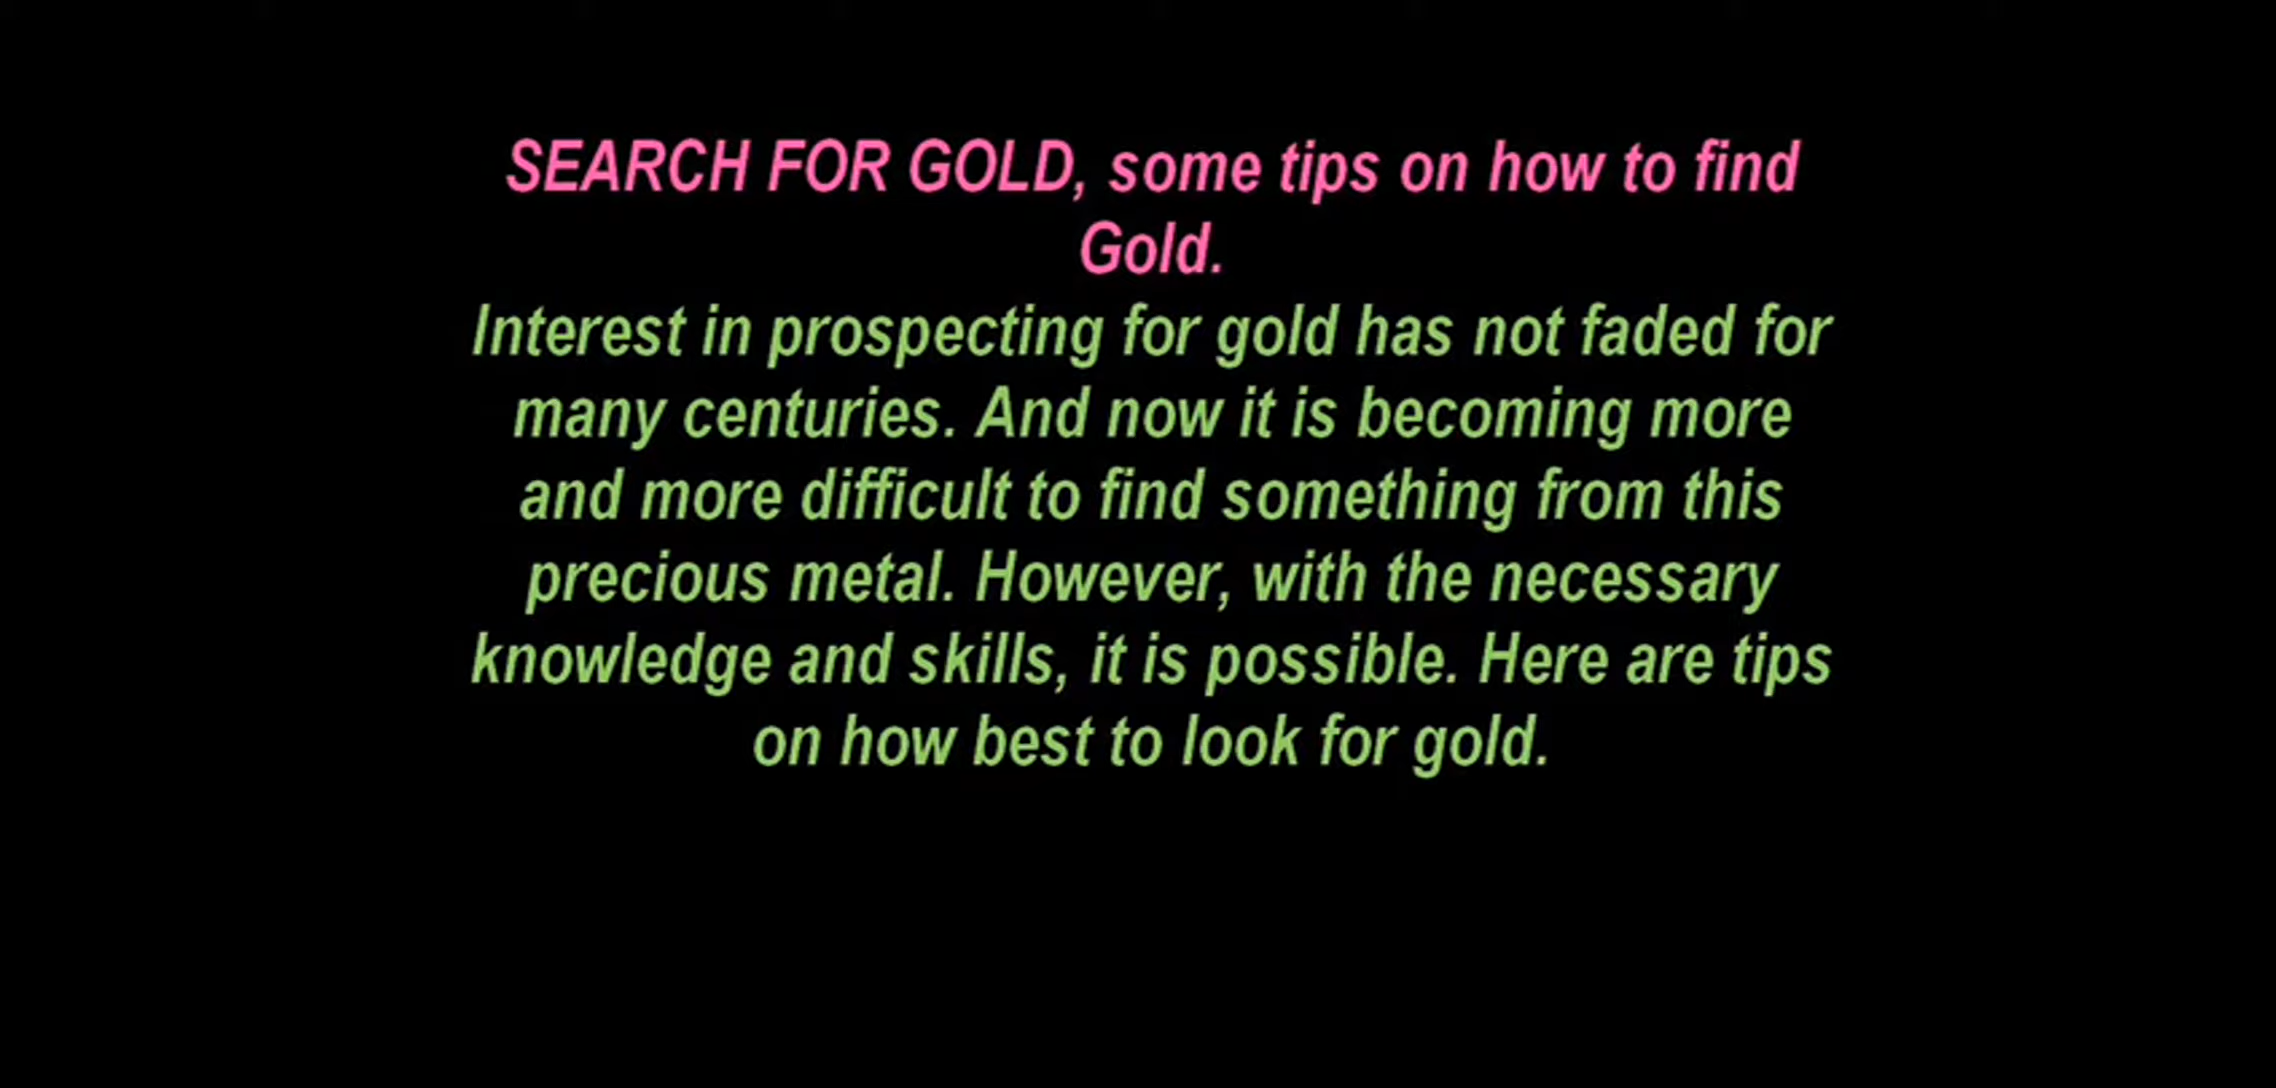 SEARCH FOR GOLD, some tips on how to find
Gold.
Interest in prospecting for gold has not faded for
many centuries. And now it is becoming more
and more difficult to find something from this
precious metal. However, with the necessary
knowledge and skills, it is possible. Here are tips
on how best to look for gold.